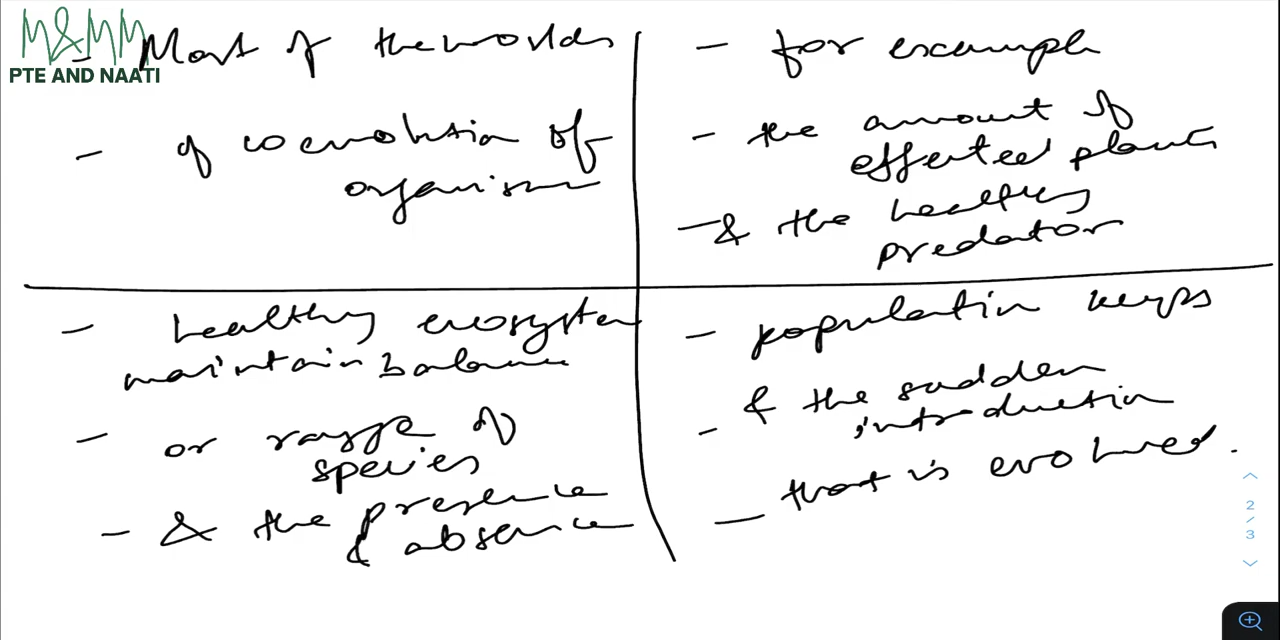 M&MM
PTE AND NAATI
Most of the worlds
- of coevolution of
organism
- healthy ecosystem
maintain balance
- or range of
species
- & the presence
& absence
- for example
- the amount of
effected plants
- & the healthy
predator
- population keeps
- & the sudden
introduction
- that is evolved.
2
/
3